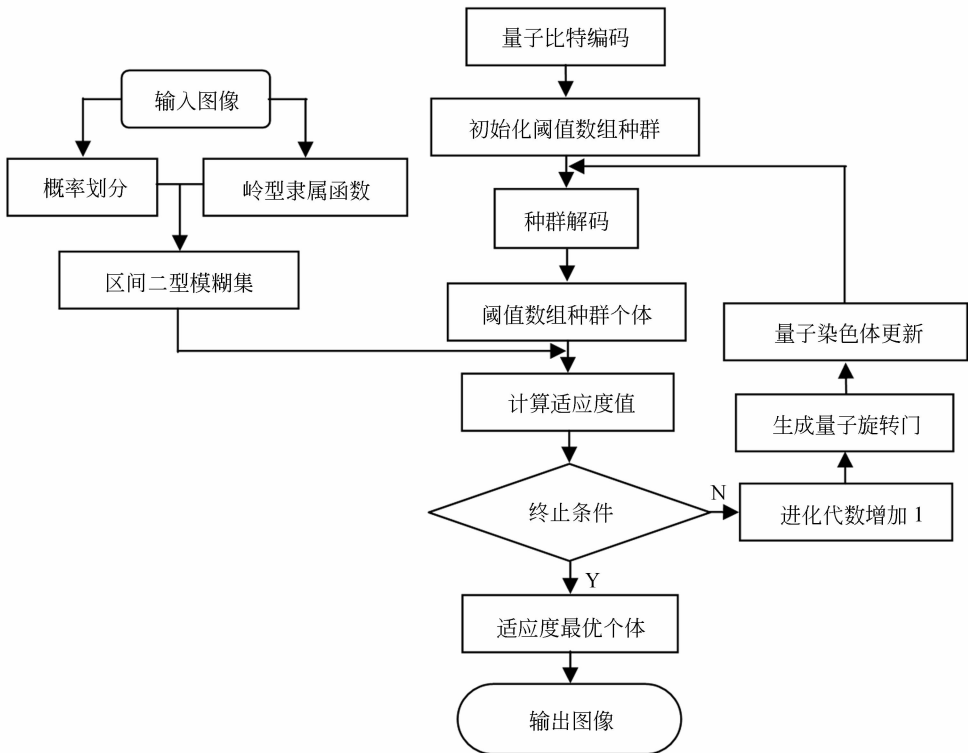 量子比特编码
输入图像
初始化阈值数组种群
概率划分
岭型隶属函数
种群解码
区间二型模糊集
阈值数组种群个体
量子染色体更新
计算适应度值
生成量子旋转门
终止条件
N
进化代数增加 1
Y
适应度最优个体
输出图像